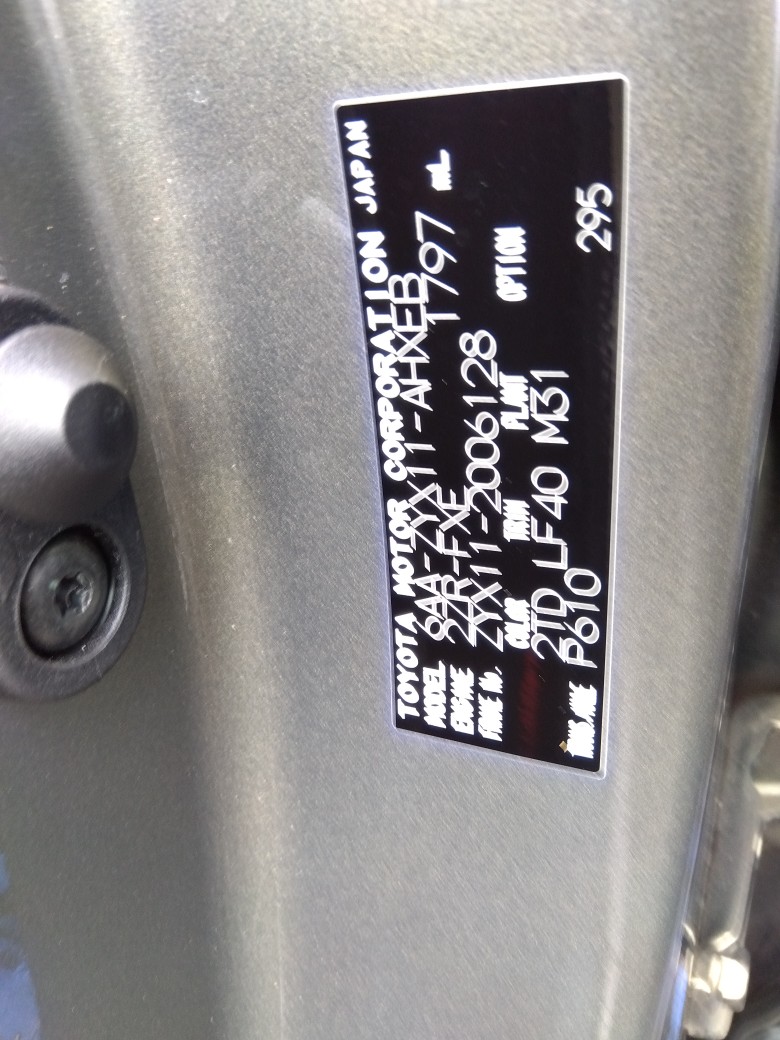 TOYOTA MOTOR CORPORATION JAPAN
MODEL 6AA-ZYX11-AHXEB
ENGINE 2ZR-FXE 1797 mL
FRAME No. ZYX11-2006128
COLOR TRIM PLANT OPTION
2TD LF40 M31
TRANS./AXLE P610 295